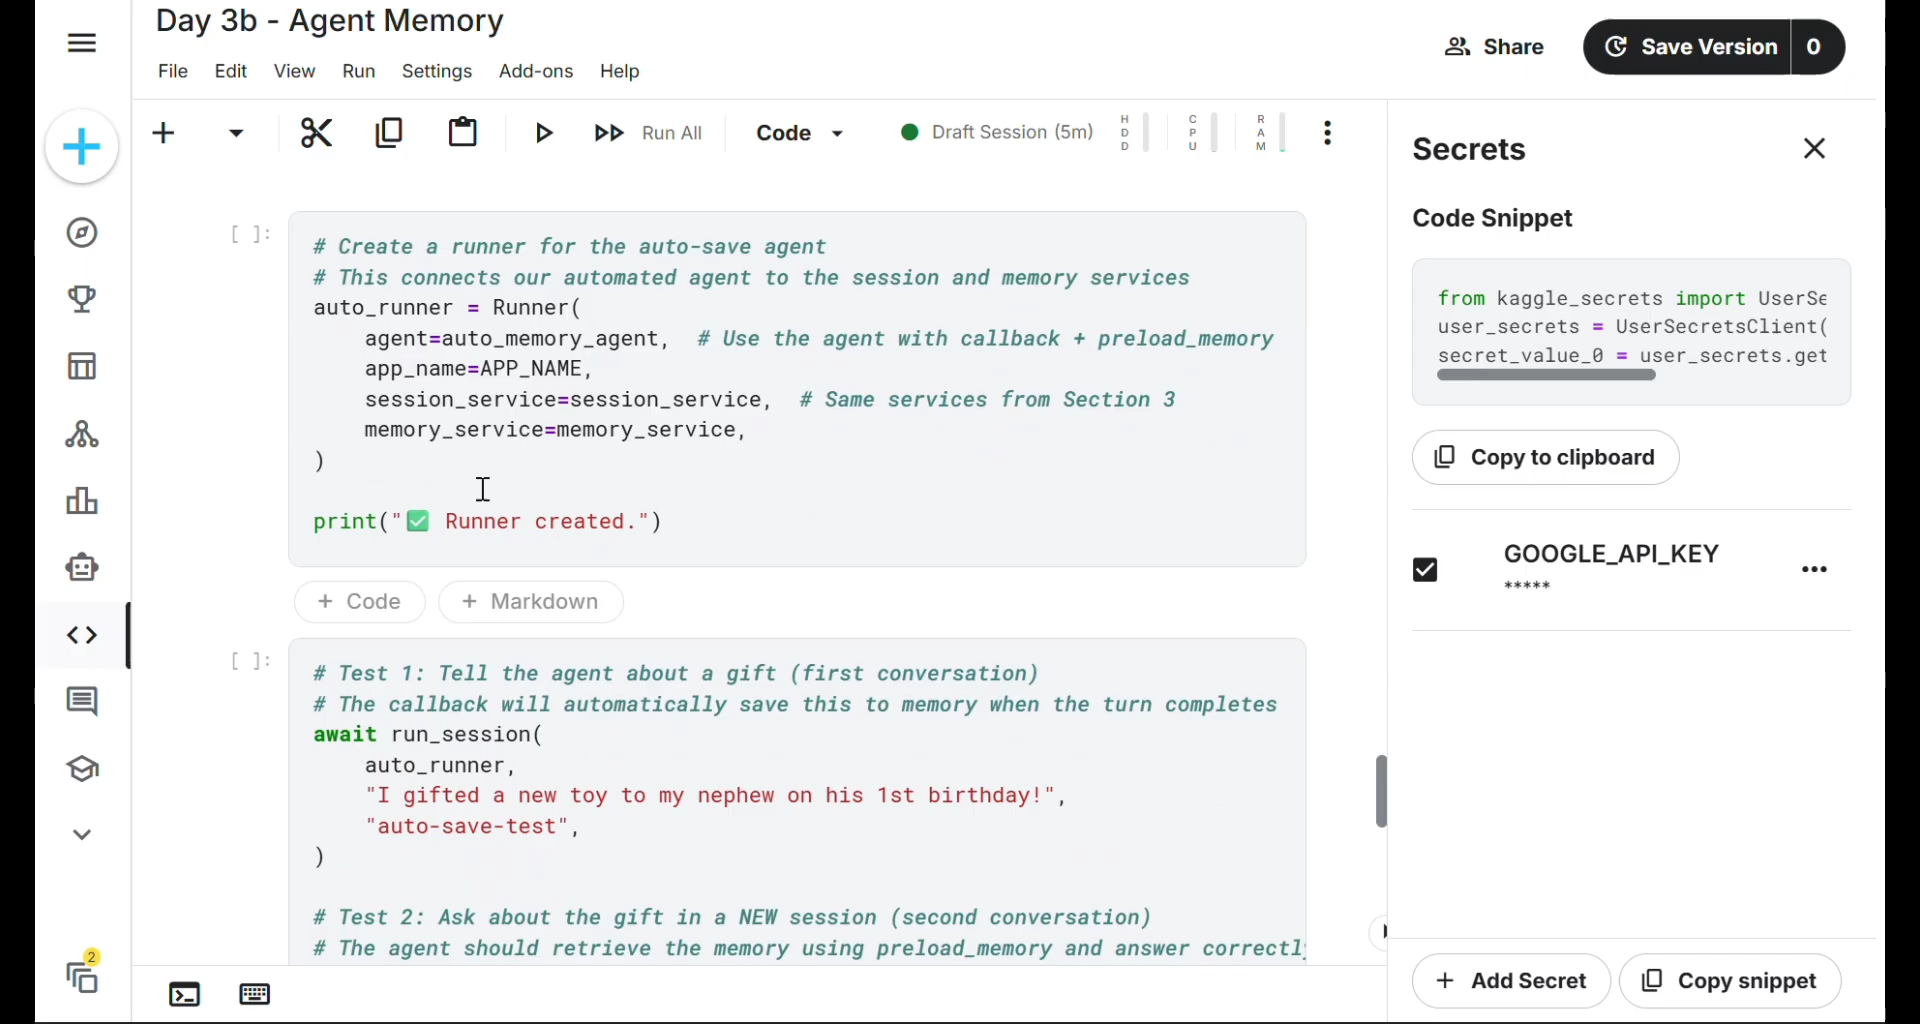 Day 3b - Agent Memory
File Edit View Run Settings Add-ons Help
Share
Save Version 0
Run All
Code
Draft Session (5m)
HDD
CPU
RAM
[ ]:
# Create a runner for the auto-save agent
# This connects our automated agent to the session and memory services
auto_runner = Runner(
agent=auto_memory_agent, # Use the agent with callback + preload_memory
app_name=APP_NAME,
session_service=session_service, # Same services from Section 3
memory_service=memory_service,
)
print("✅ Runner created.")
+ Code + Markdown
[ ]:
# Test 1: Tell the agent about a gift (first conversation)
# The callback will automatically save this to memory when the turn completes
await run_session(
auto_runner,
"I gifted a new toy to my nephew on his 1st birthday!",
"auto-save-test",
)
# Test 2: Ask about the gift in a NEW session (second conversation)
# The agent should retrieve the memory using preload_memory and answer correctly
2
Secrets
Code Snippet
from kaggle_secrets import UserSe
user_secrets = UserSecretsClient(
secret_value_0 = user_secrets.get
Copy to clipboard
GOOGLE_API_KEY
*****
+ Add Secret
Copy snippet